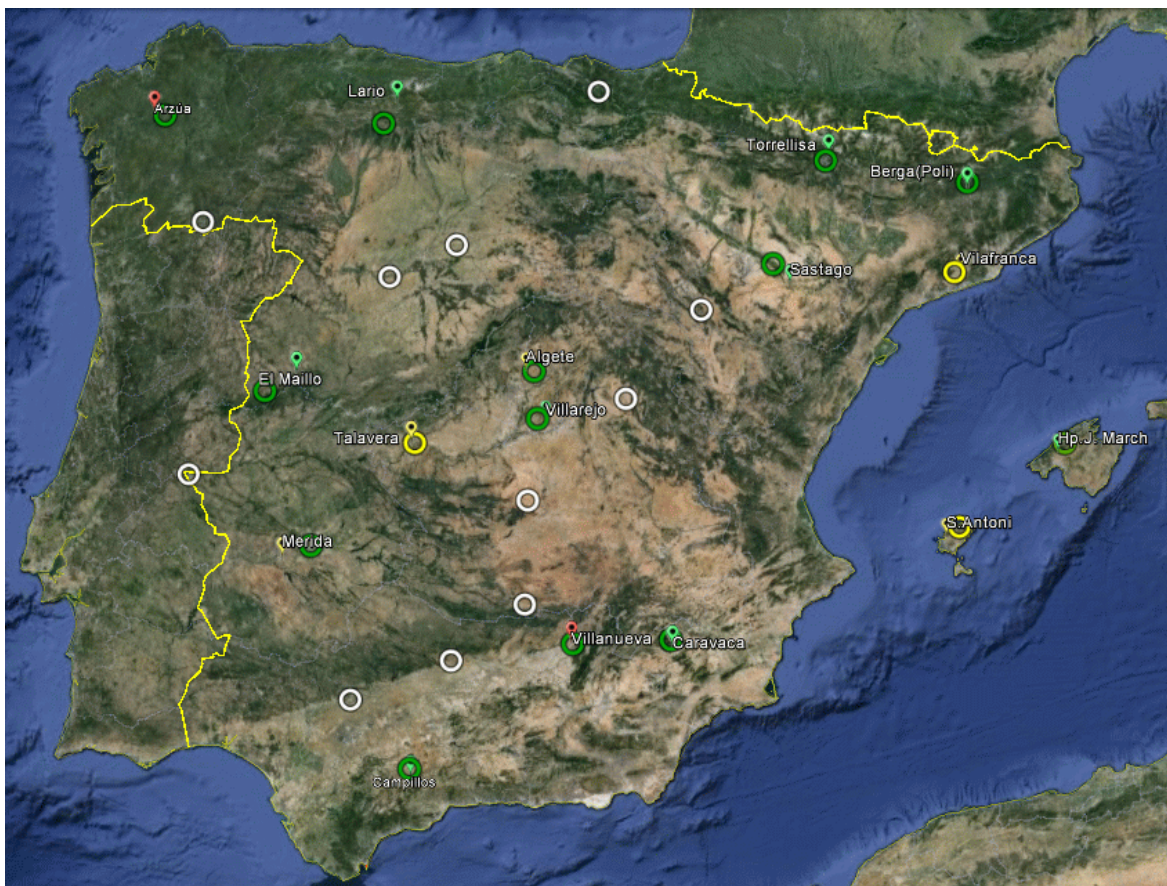 Lario
Arzúa
Torrellisa
Berga(Poli)
Vilafranca
Sastago
Algete
El Maillo
Villarejo
Talavera
Hp.J. March
S.Antoni
Merida
Villanueva
Caravaca
Campillos